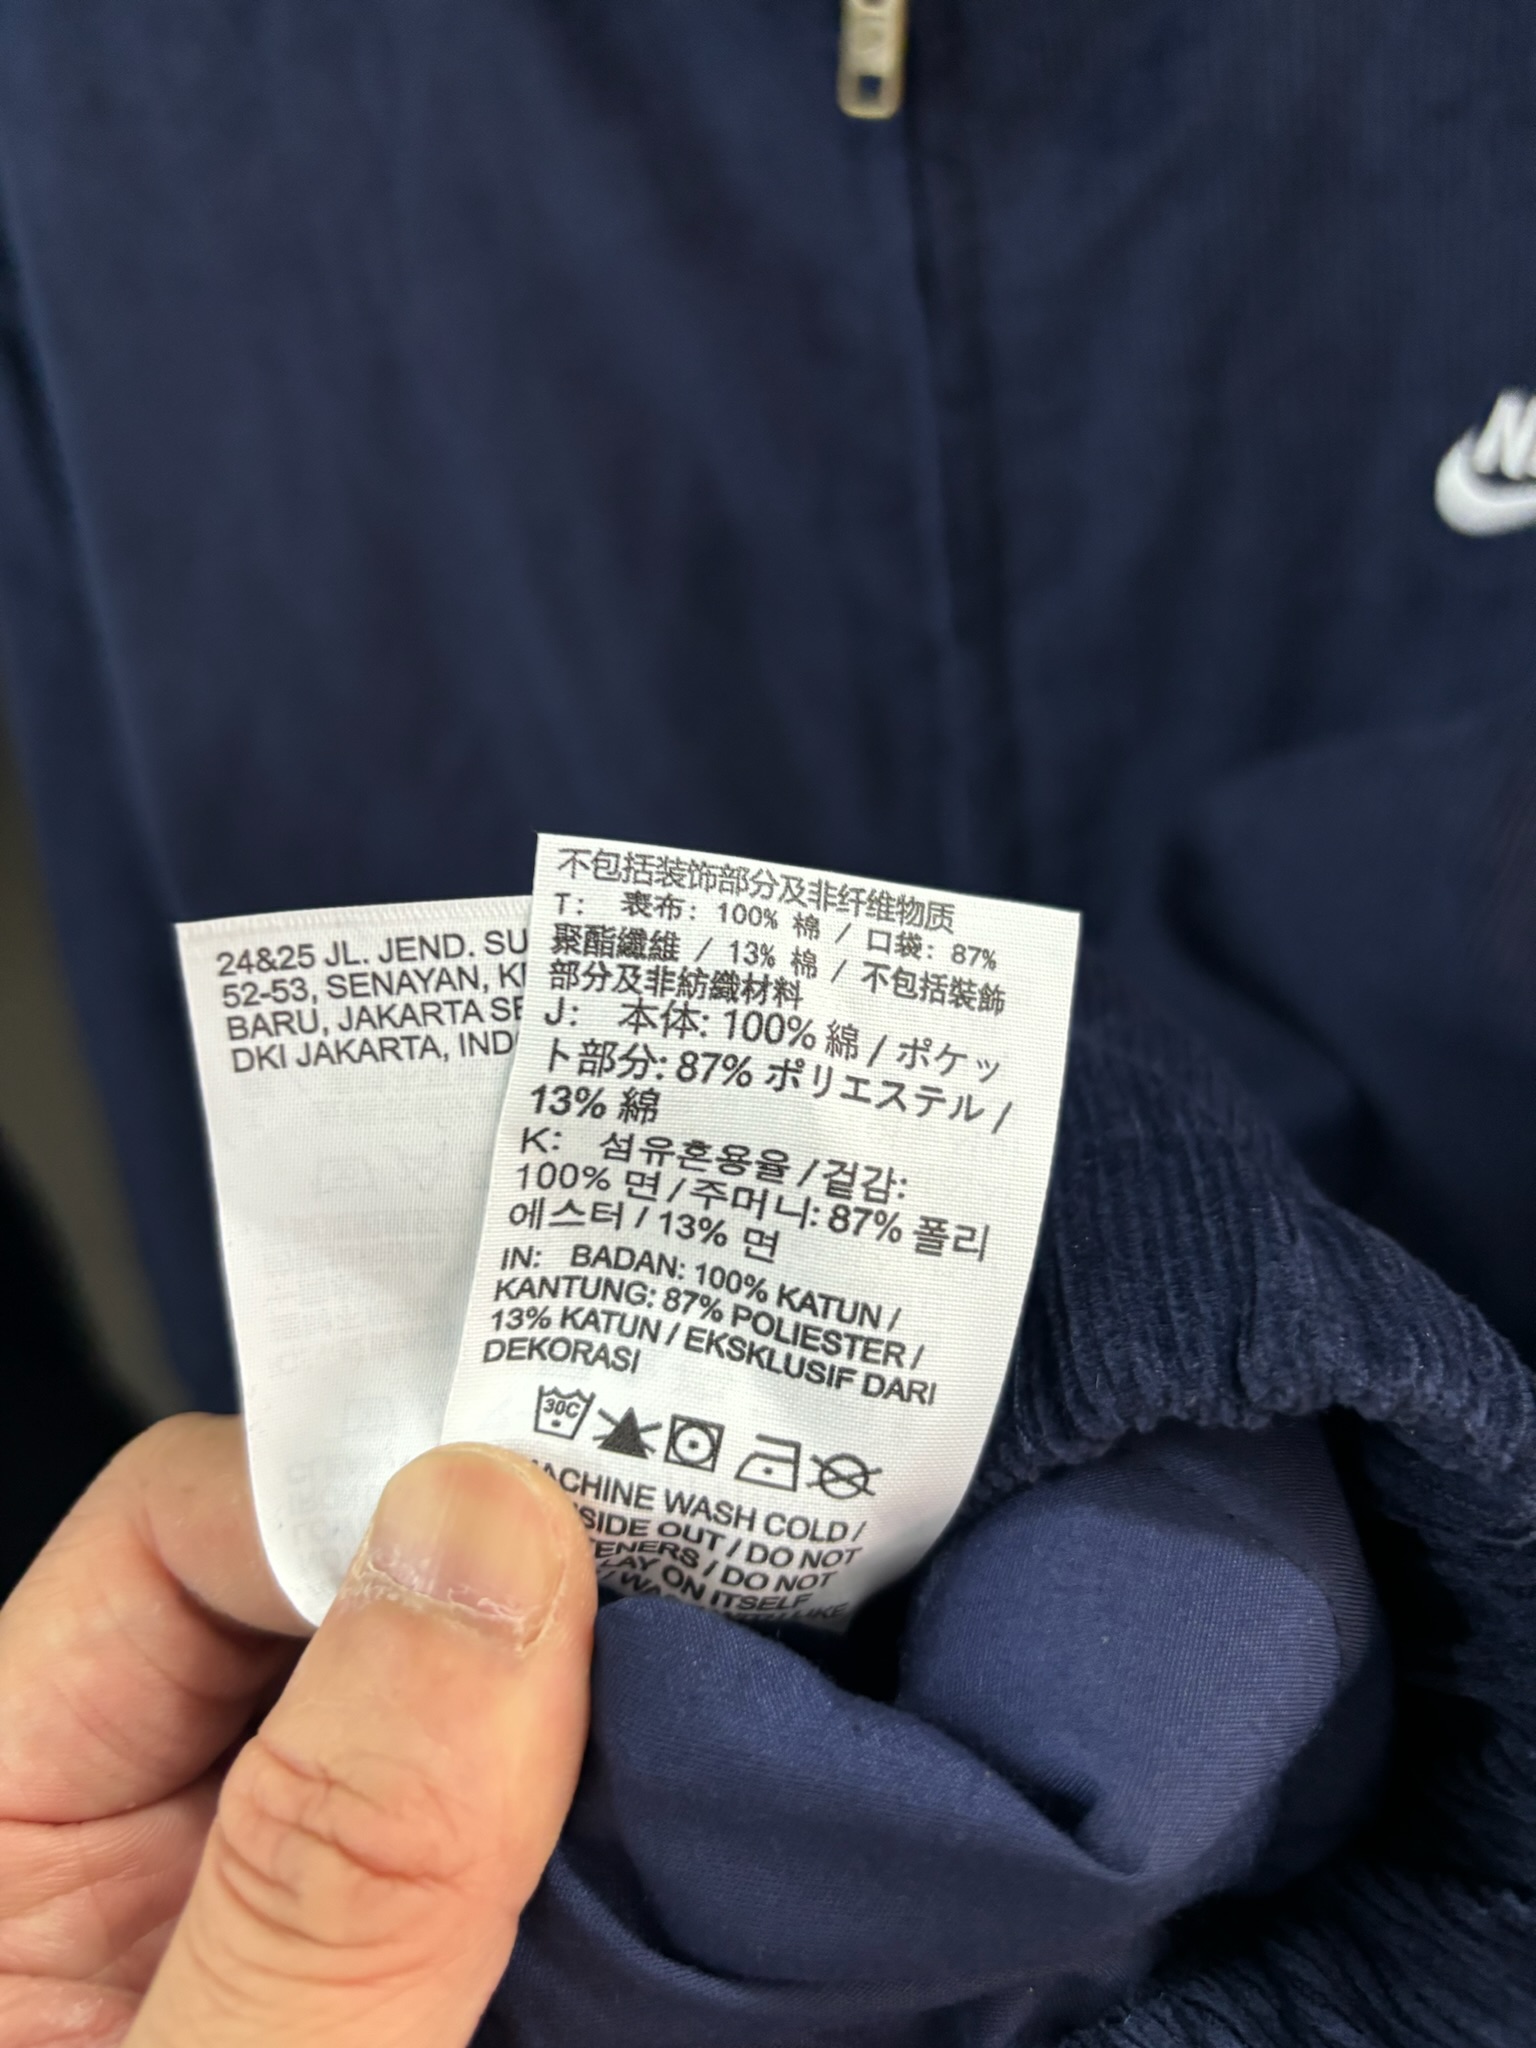 24&25 JL. JEND. SU
52-53, SENAYAN,
BARU, JAKARTA
DKI JAKARTA,
不包括装饰部分及非纤维物质
T: 表布: 100% 棉 / 口袋: 87%
聚酯纖維 / 13% 棉 / 不包括裝飾
部分及非紡織材料
J: 本体: 100% 綿 / ポケッ
ト部分: 87% ポリエステル /
13% 綿
K: 섬유혼용율 / 겉감:
100% 면 / 주머니: 87% 폴리
에스터 / 13% 면
IN: BADAN: 100% KATUN /
KANTUNG: 87% POLIESTER /
13% KATUN / EKSKLUSIF DARI
DEKORASI
30C
MACHINE WASH COLD /
SIDE OUT / DO NOT
TENERS / DO NOT
LAY ON ITSELF